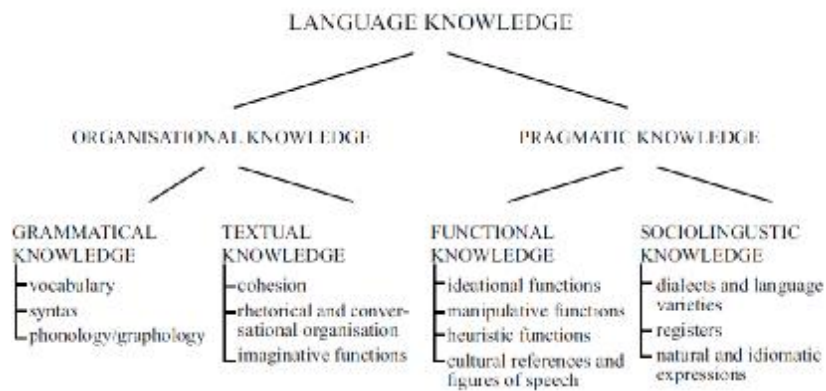 LANGUAGE KNOWLEDGE
ORGANISATIONAL KNOWLEDGE
PRAGMATIC KNOWLEDGE
GRAMMATICAL
KNOWLEDGE
vocabulary
syntax
phonology/graphology
TEXTUAL
KNOWLEDGE
cohesion
rhetorical and conver-
sational organisation
imaginative functions
FUNCTIONAL
KNOWLEDGE
ideational functions
manipulative functions
heuristic functions
cultural references and
figures of speech
SOCIOLINGUSTIC
KNOWLEDGE
dialects and language
varieties
registers
natural and idiomatic
expressions